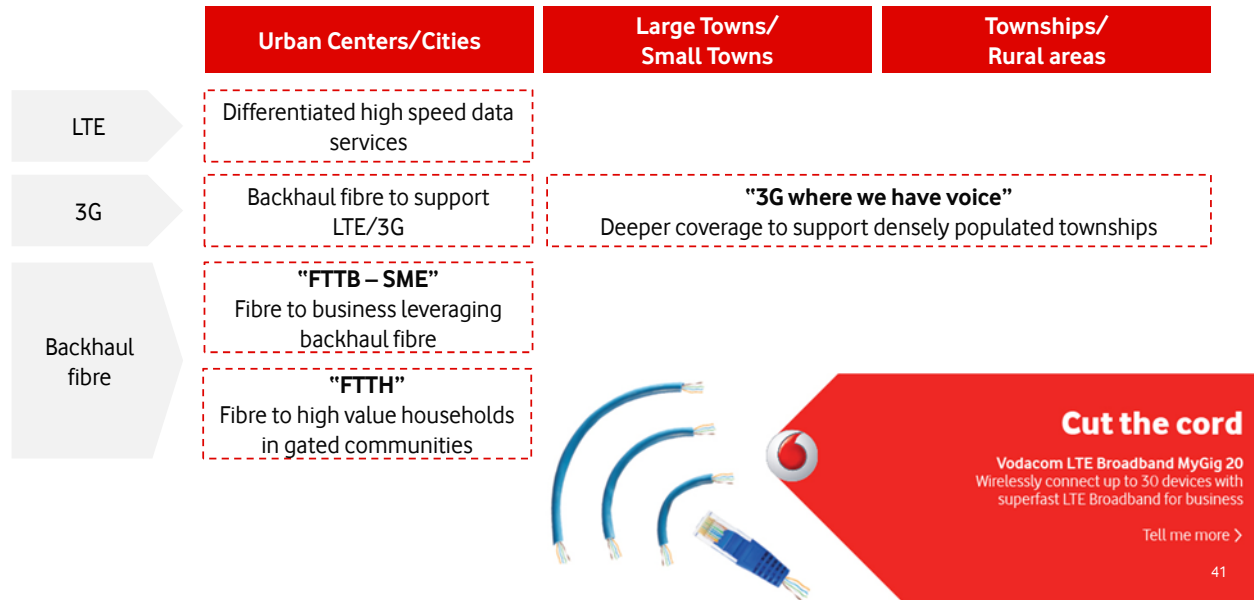 Urban Centers/Cities
Large Towns/
Small Towns
Townships/
Rural areas
LTE
Differentiated high speed data
services
3G
Backhaul fibre to support
LTE/3G
“3G where we have voice”
Deeper coverage to support densely populated townships
Backhaul
fibre
“FTTB – SME”
Fibre to business leveraging
backhaul fibre
“FTTH”
Fibre to high value households
in gated communities
Cut the cord
Vodacom LTE Broadband MyGig 20
Wirelessly connect up to 30 devices with
superfast LTE Broadband for business
Tell me more >
41